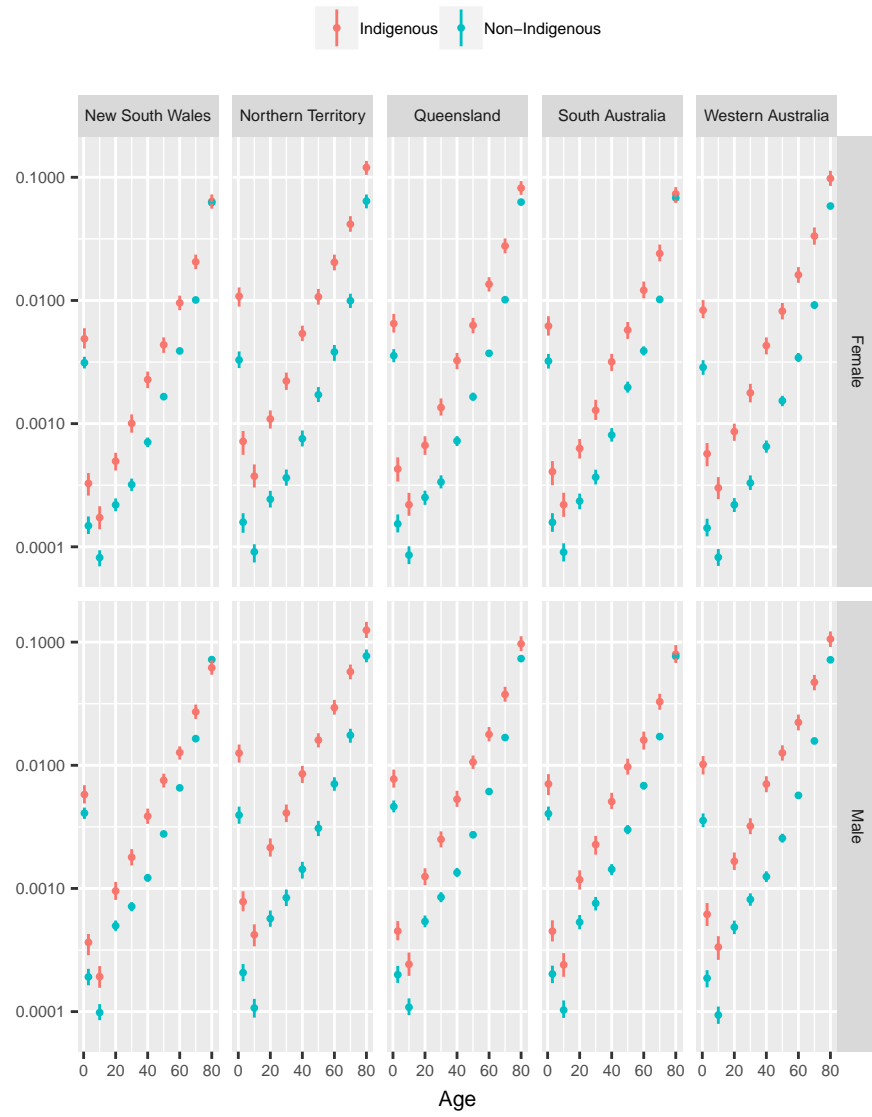 Indigenous Non−Indigenous
New South Wales Northern Territory Queensland South Australia Western Australia
0.1000
0.0100
0.0010
0.0001
Female
0.1000
0.0100
0.0010
0.0001
Male
0 20 40 60 80 0 20 40 60 80 0 20 40 60 80 0 20 40 60 80 0 20 40 60 80
Age